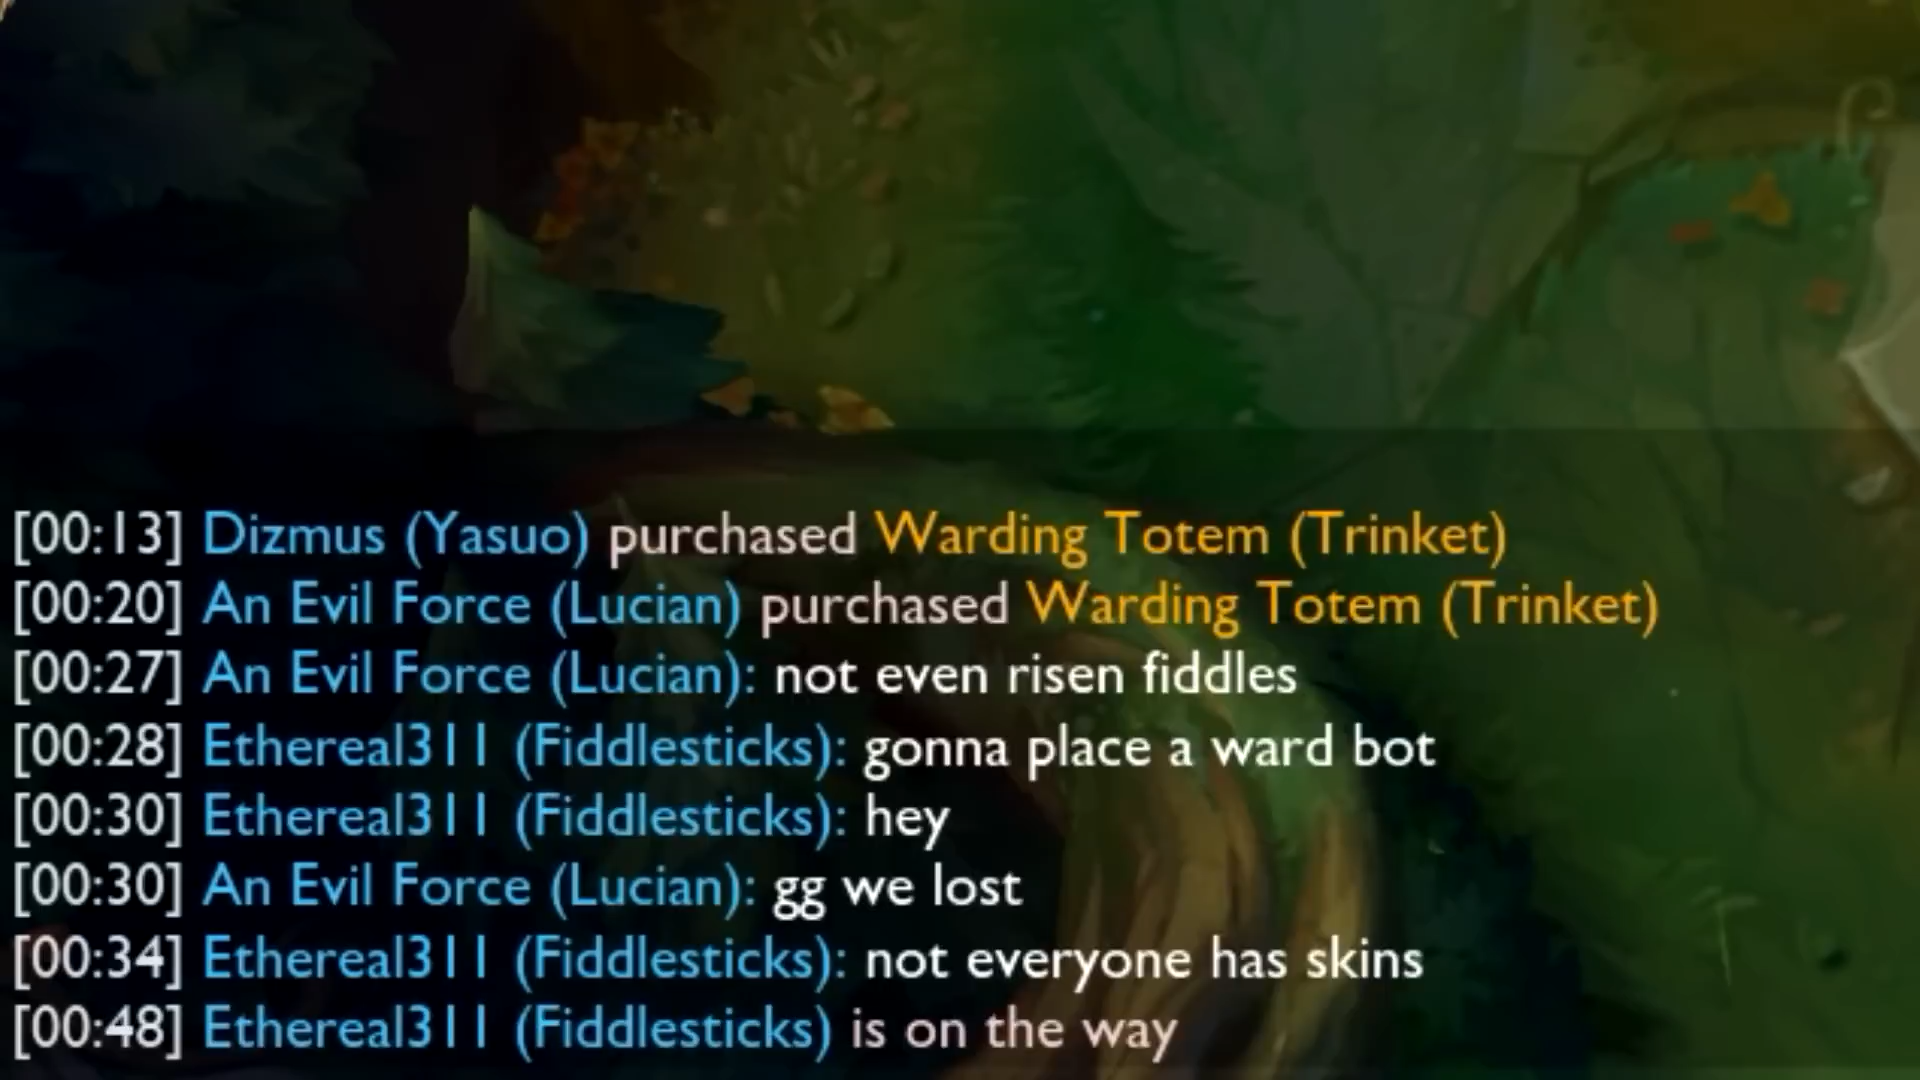 [00:13] Dizmus (Yasuo) purchased Warding Totem (Trinket)
[00:20] An Evil Force (Lucian) purchased Warding Totem (Trinket)
[00:27] An Evil Force (Lucian): not even risen fiddles
[00:28] Ethereal311 (Fiddlesticks): gonna place a ward bot
[00:30] Ethereal311 (Fiddlesticks): hey
[00:30] An Evil Force (Lucian): gg we lost
[00:34] Ethereal311 (Fiddlesticks): not everyone has skins
[00:48] Ethereal311 (Fiddlesticks) is on the way